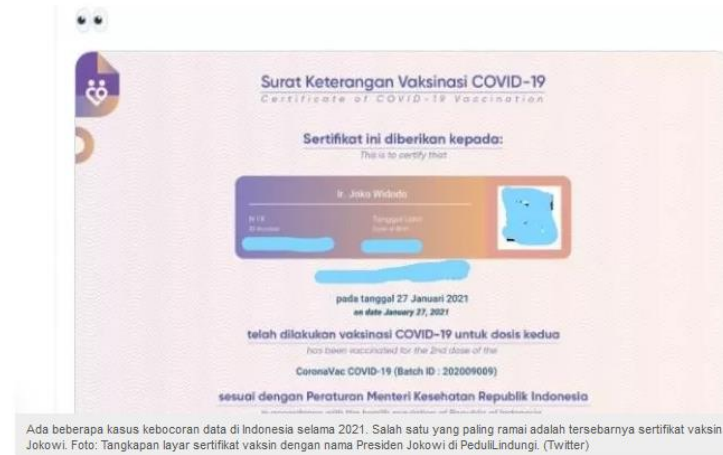 Surat Keterangan Vaksinasi COVID-19
Certificate of COVID-19 Vaccination
Sertifikat ini diberikan kepada:
This is to certify that
Ir. Joko Widodo
NIK
Tanggal Lahir
pada tanggal 27 Januari 2021
on date January 27, 2021
telah dilakukan vaksinasi COVID-19 untuk dosis kedua
has been vaccinated for the 2nd dose of the
CoronaVac COVID-19 (Batch ID : 202009009)
sesuai dengan Peraturan Menteri Kesehatan Republik Indonesia
Ada beberapa kasus kebocoran data di Indonesia selama 2021. Salah satu yang paling ramai adalah tersebarnya sertifikat vaksin
Jokowi. Foto: Tangkapan layar sertifikat vaksin dengan nama Presiden Jokowi di PeduliLindungi. (Twitter)